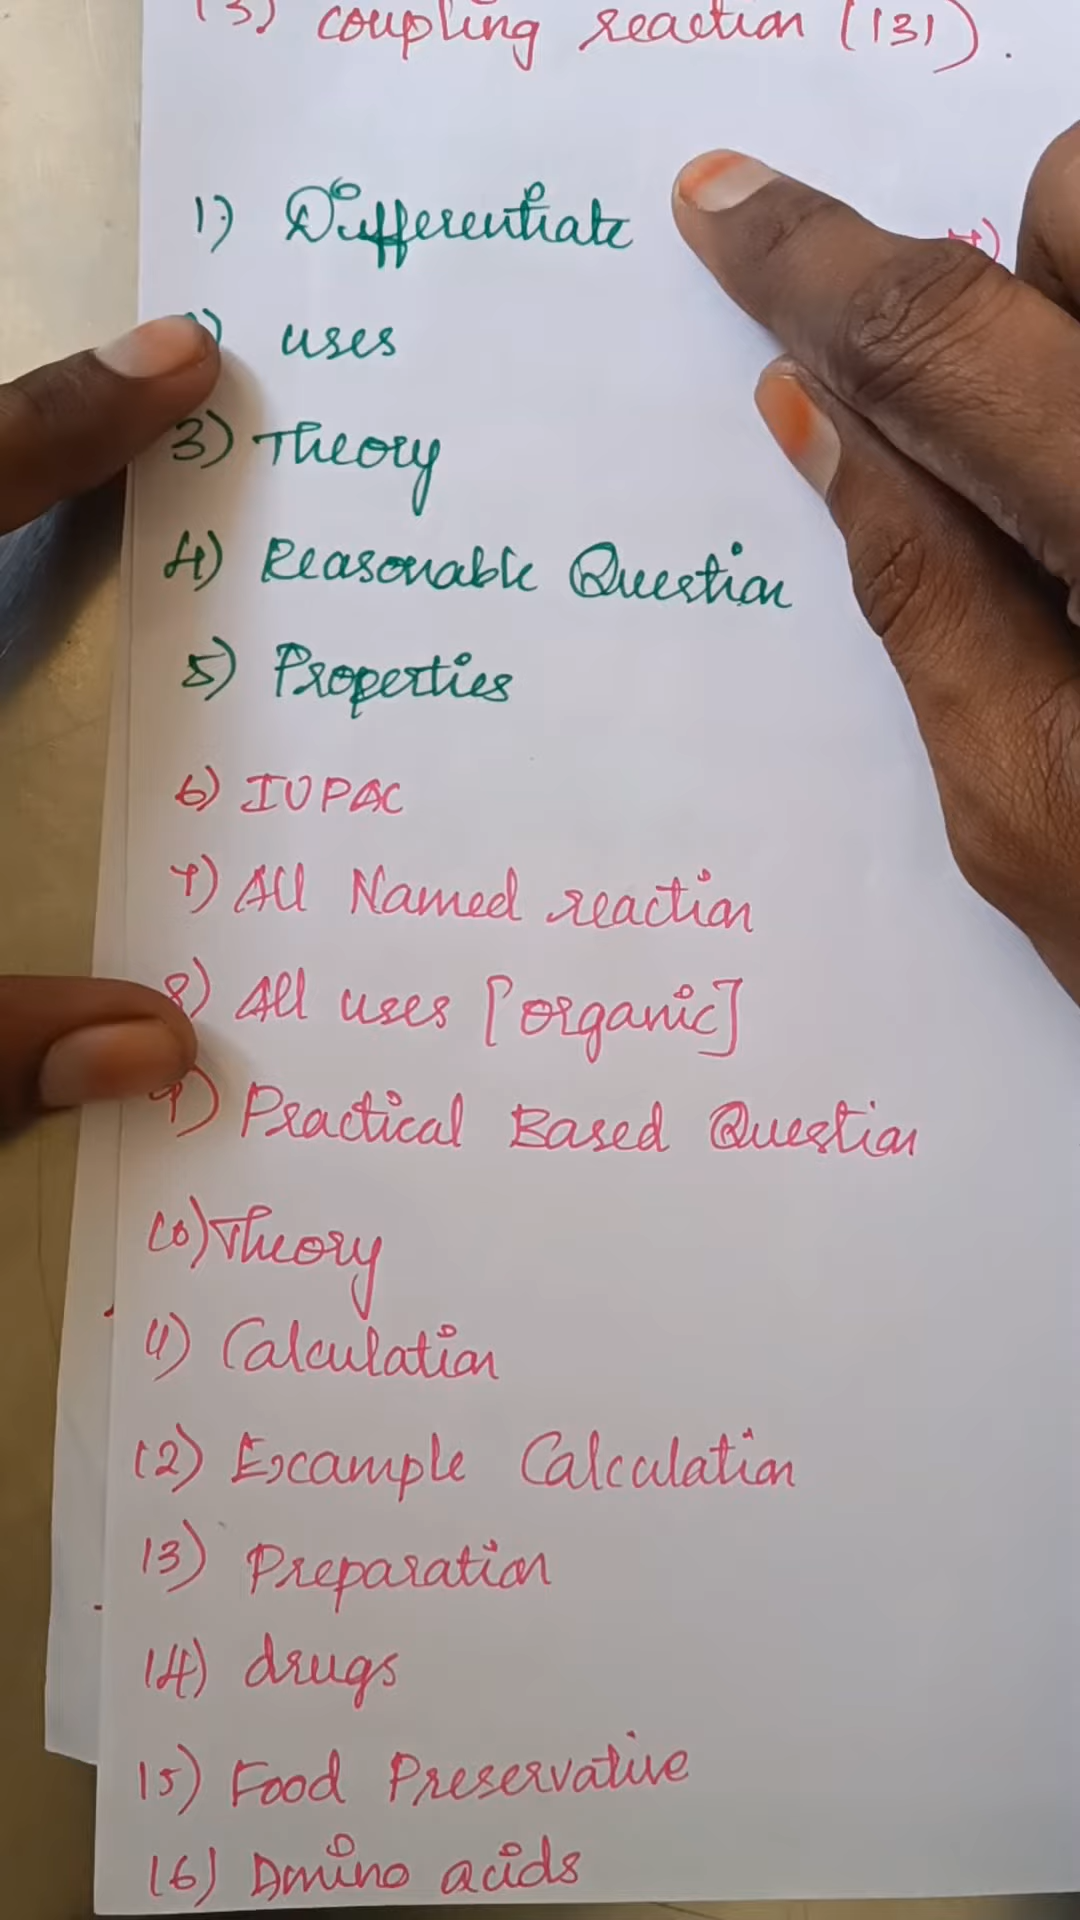 (3) coupling reaction (131).
1) Differentiate
2) uses
3) Theory
4) Reasonable Question
5) Properties
6) IUPAC
7) All Named reaction
8) All uses [organic]
9) Practical Based Question
10) Theory
11) Calculation
12) Example Calculation
13) Preparation
14) drugs
15) Food Preservative
16) Amino acids